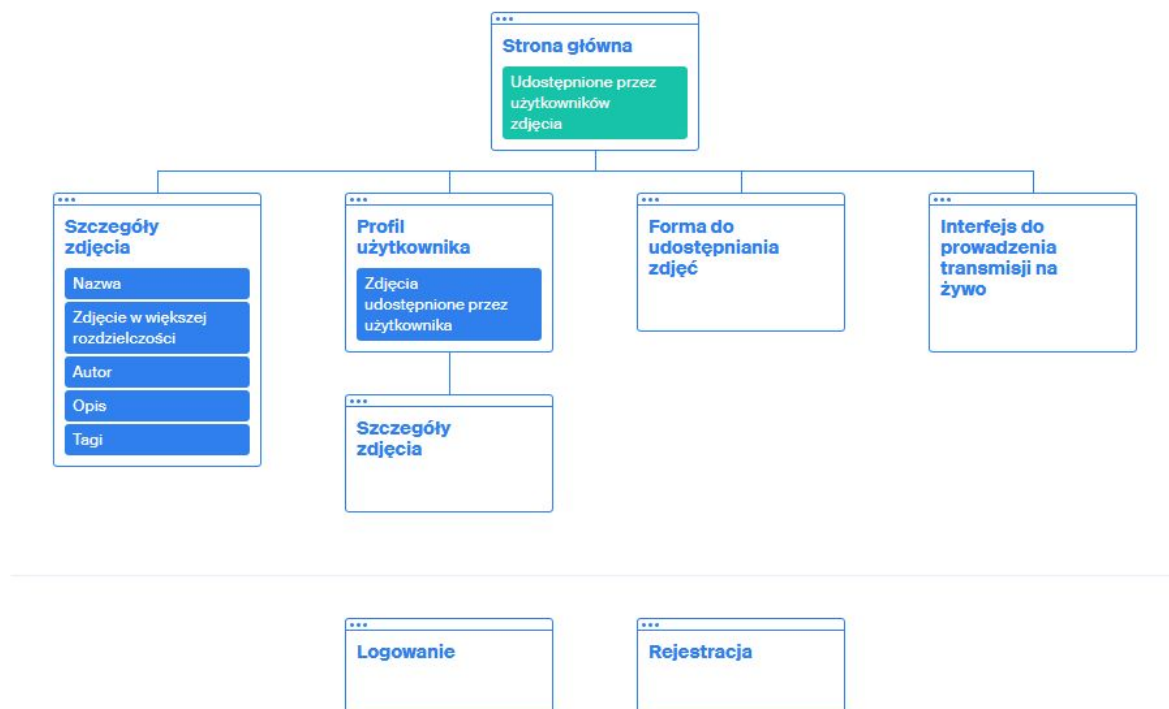 Strona główna
Udostępnione przez
użytkowników
zdjęcia
Szczegóły
zdjęcia
Nazwa
Zdjęcie w większej
rozdzielczości
Autor
Opis
Tagi
Profil
użytkownika
Zdjęcia
udostępnione przez
użytkownika
Szczegóły
zdjęcia
Forma do
udostępniania
zdjęć
Interfejs do
prowadzenia
transmisji na
żywo
Logowanie
Rejestracja